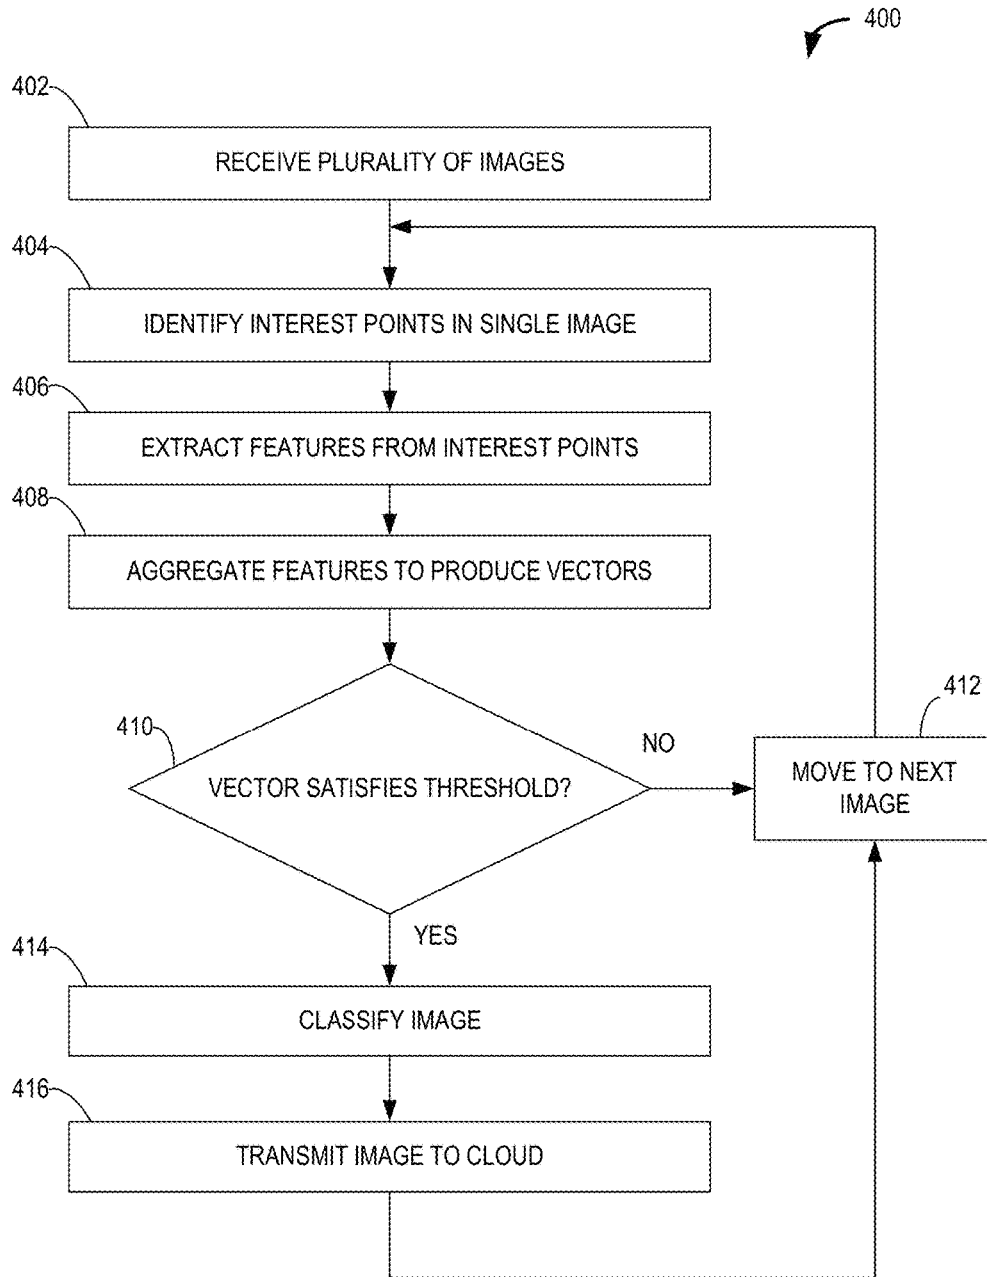 400
402
RECEIVE PLURALITY OF IMAGES
404
IDENTIFY INTEREST POINTS IN SINGLE IMAGE
406
EXTRACT FEATURES FROM INTEREST POINTS
408
AGGREGATE FEATURES TO PRODUCE VECTORS
410
VECTOR SATISFIES THRESHOLD?
NO
412
MOVE TO NEXT
IMAGE
YES
414
CLASSIFY IMAGE
416
TRANSMIT IMAGE TO CLOUD